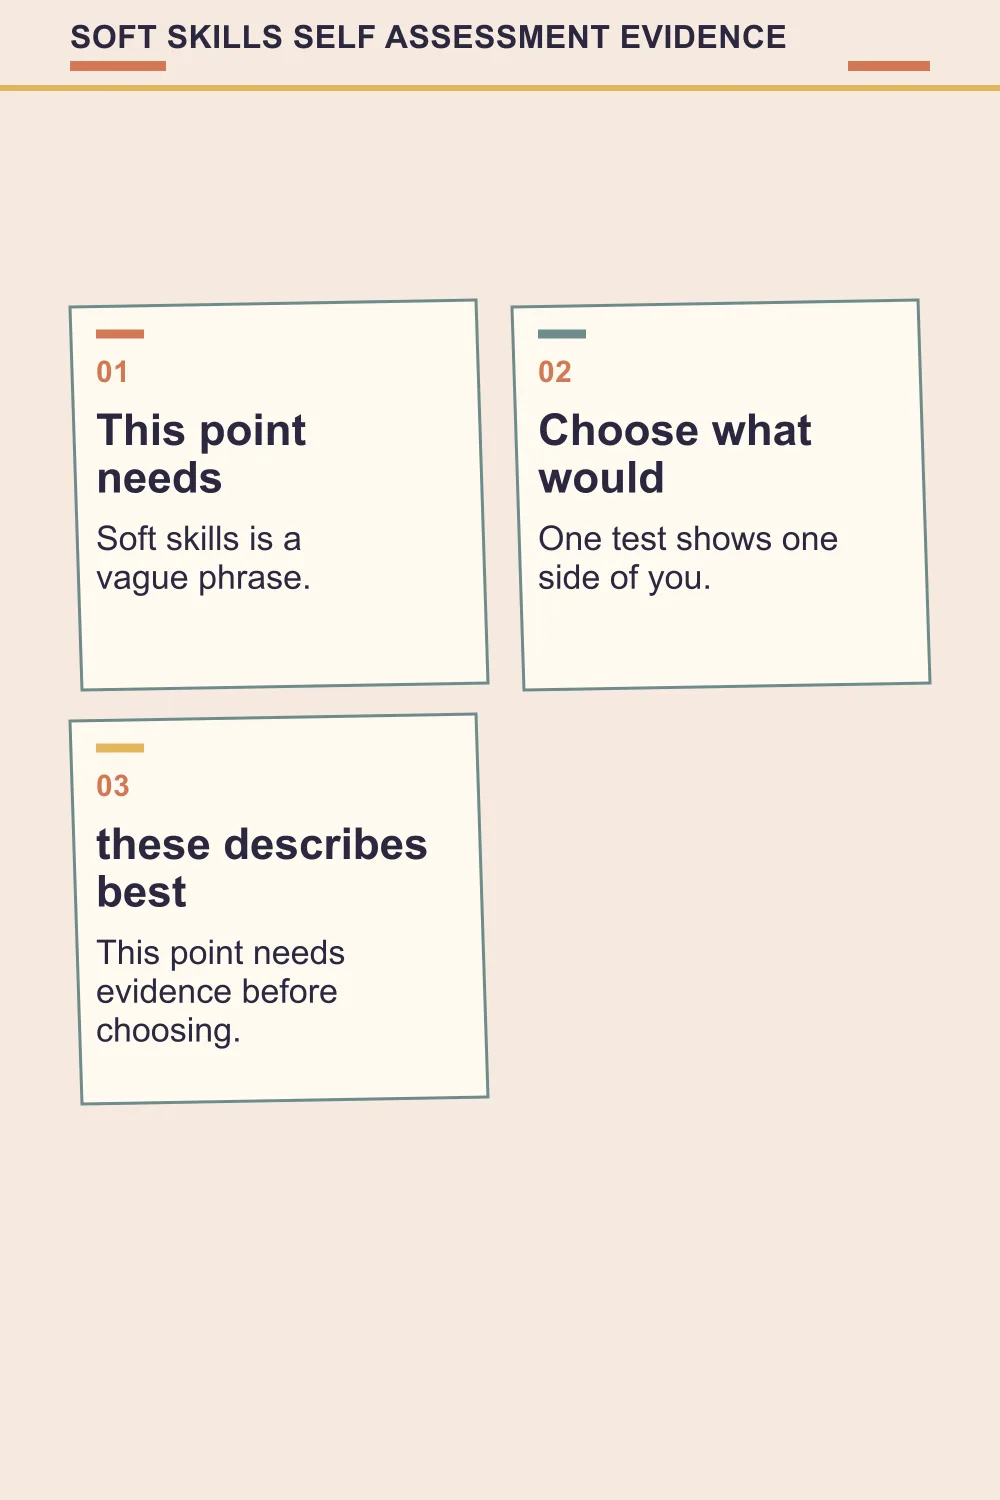 SOFT SKILLS SELF ASSESSMENT EVIDENCE
01
This point
needs
Soft skills is a
vague phrase.
02
Choose what
would
One test shows one
side of you.
03
these describes
best
This point needs
evidence before
choosing.